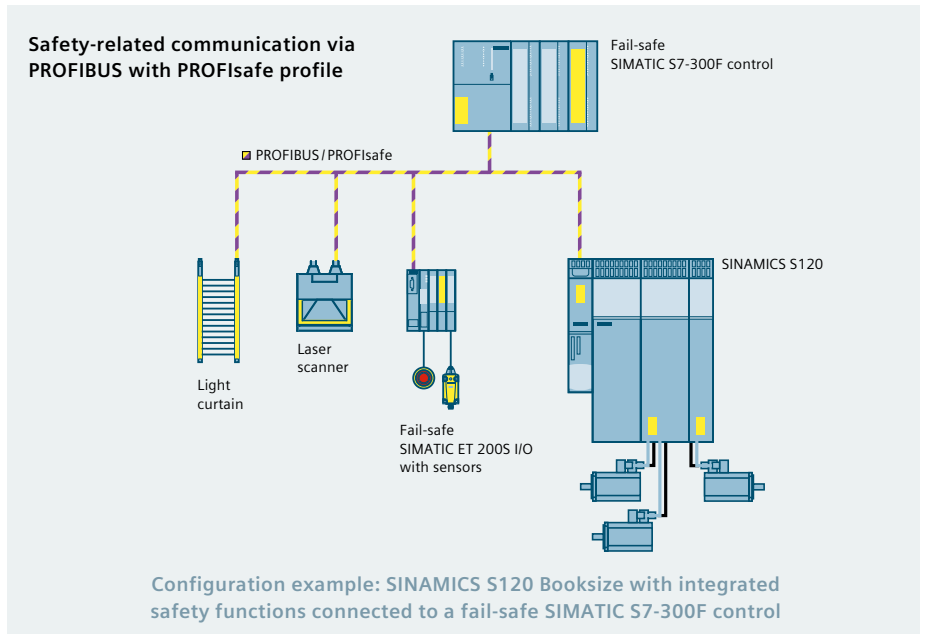 Safety-related communication via
PROFIBUS with PROFIsafe profile
Fail-safe
SIMATIC S7-300F control
PROFIBUS/PROFIsafe
SINAMICS S120
Light
curtain
Laser
scanner
Fail-safe
SIMATIC ET 200S I/O
with sensors
Configuration example: SINAMICS S120 Booksize with integrated
safety functions connected to a fail-safe SIMATIC S7-300F control